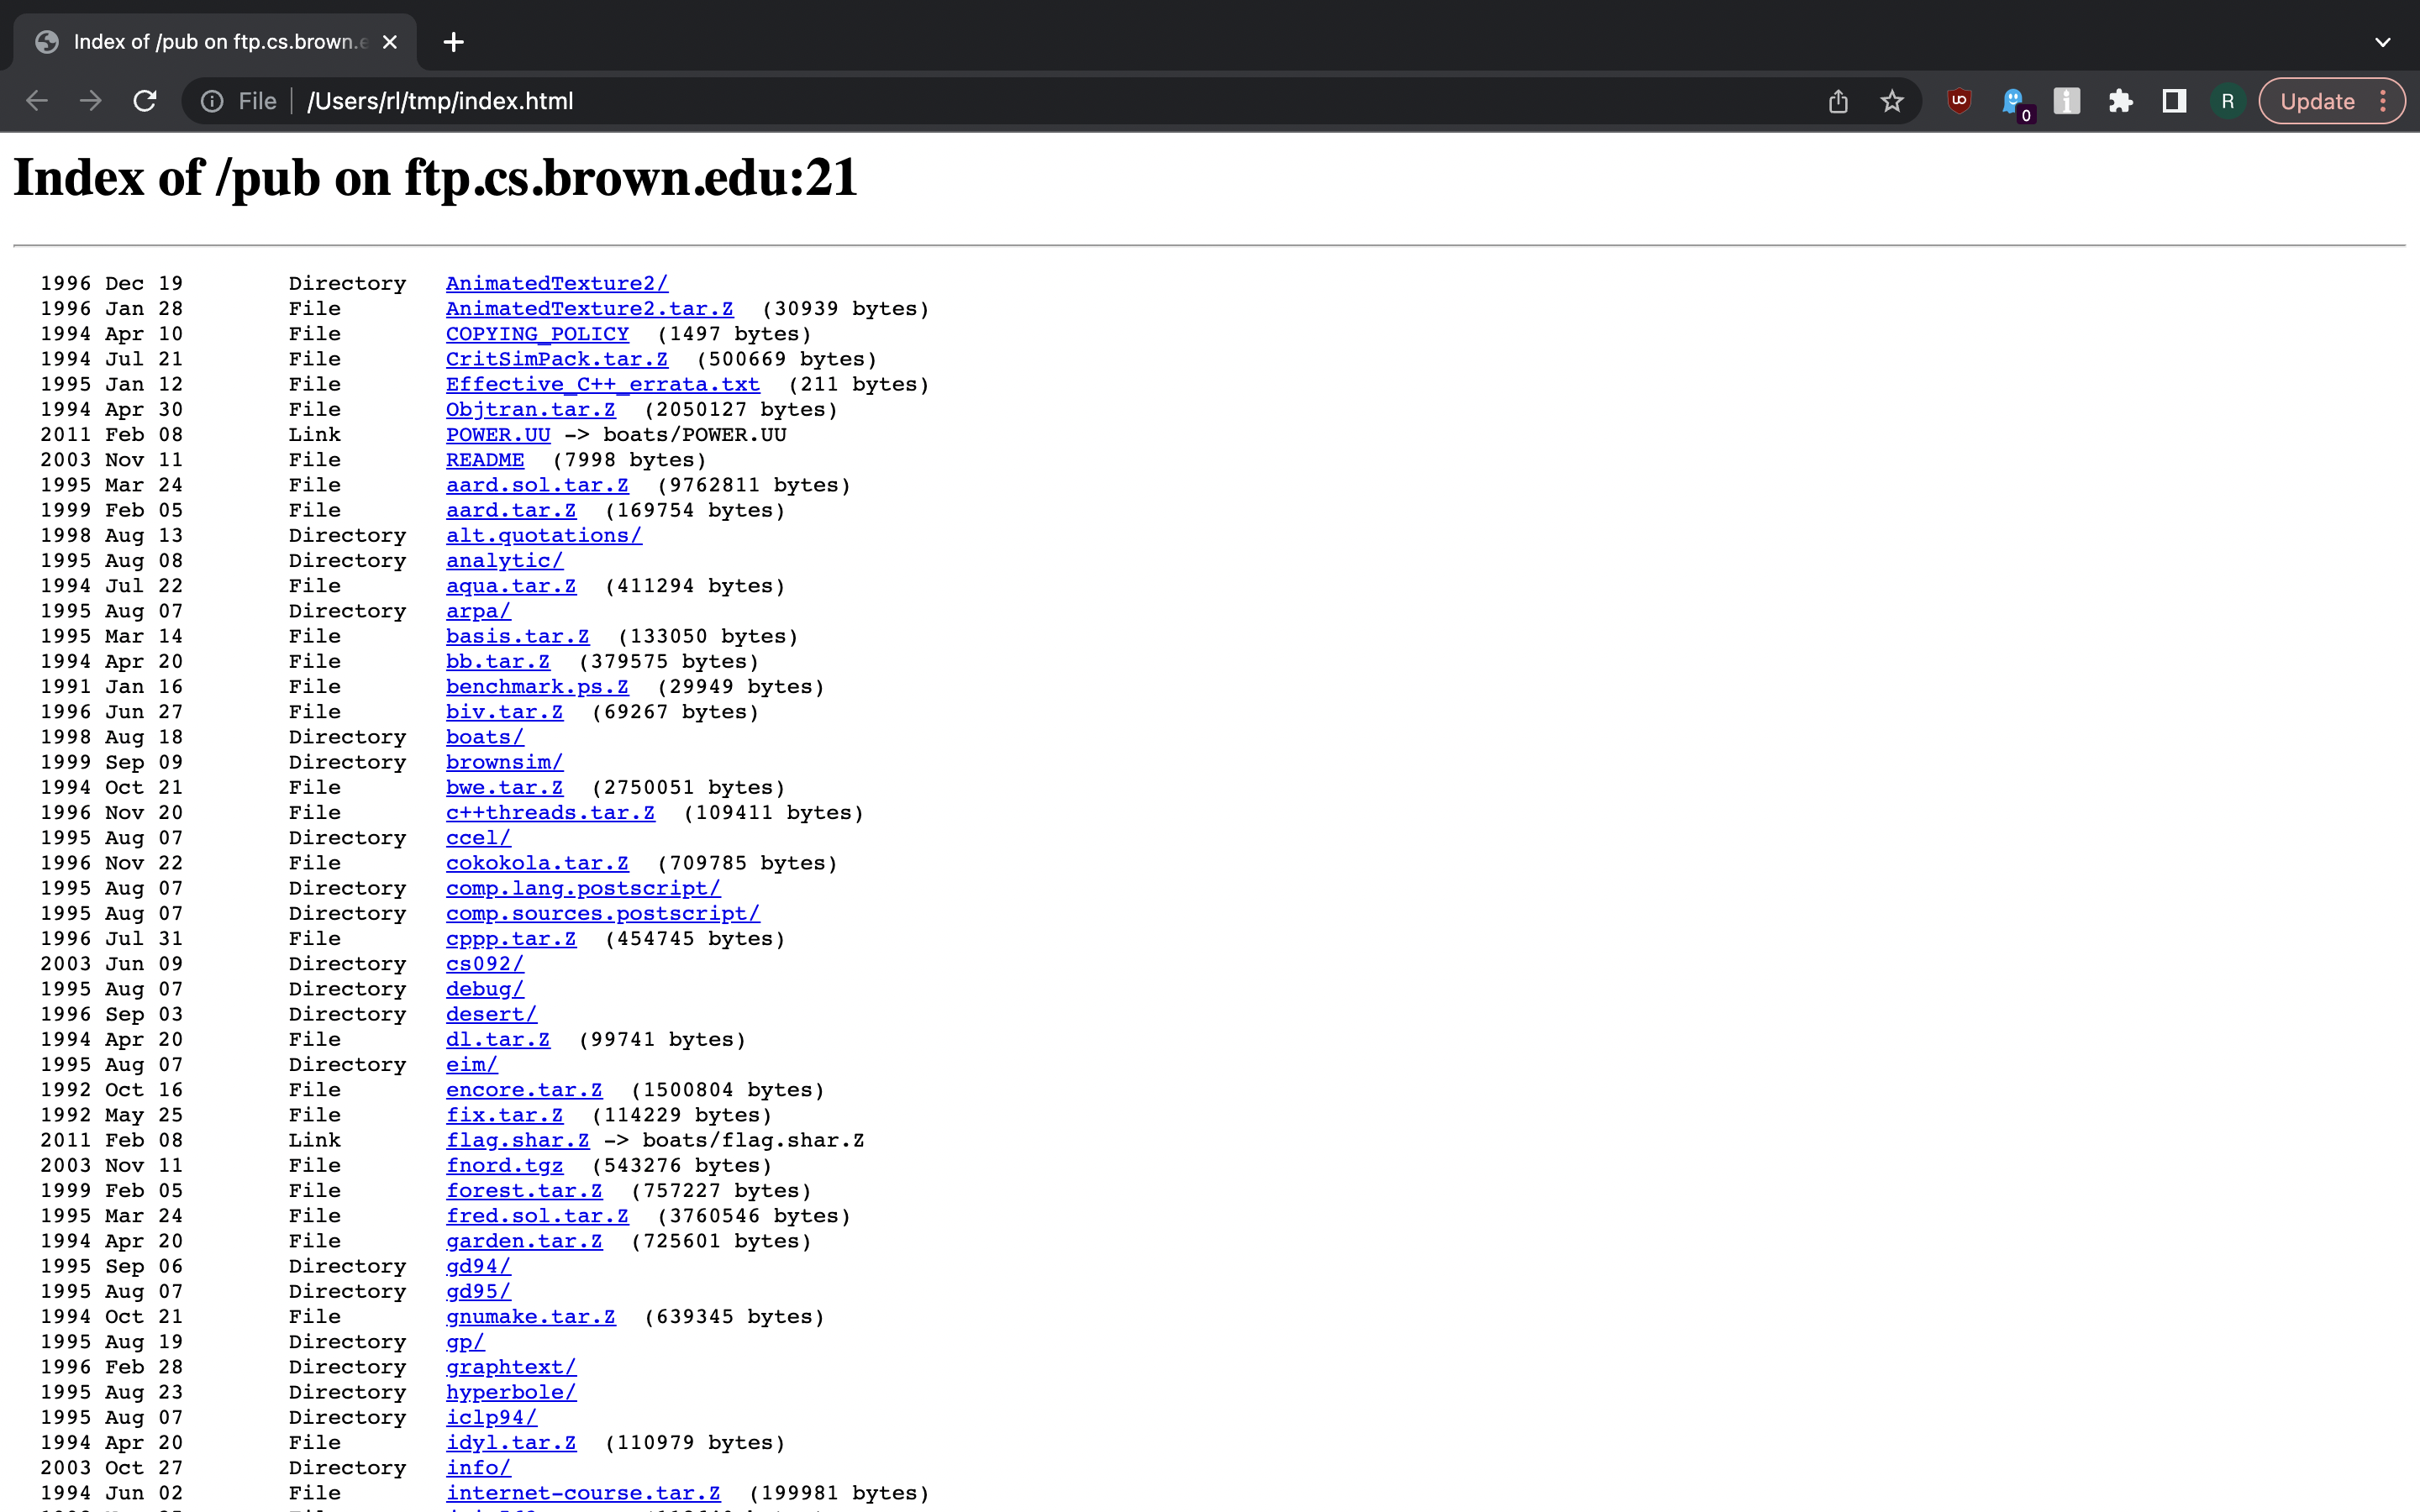 Index of /pub on ftp.cs.brown.e
File /Users/rl/tmp/index.html
0
R
Update
Index of /pub on ftp.cs.brown.edu:21
1996 Dec 19 Directory AnimatedTexture2/
1996 Jan 28 File AnimatedTexture2.tar.Z (30939 bytes)
1994 Apr 10 File COPYING_POLICY (1497 bytes)
1994 Jul 21 File CritSimPack.tar.Z (500669 bytes)
1995 Jan 12 File Effective_C++_errata.txt (211 bytes)
1994 Apr 30 File Objtran.tar.Z (2050127 bytes)
2011 Feb 08 Link POWER.UU -> boats/POWER.UU
2003 Nov 11 File README (7998 bytes)
1995 Mar 24 File aard.sol.tar.Z (9762811 bytes)
1999 Feb 05 File aard.tar.Z (169754 bytes)
1998 Aug 13 Directory alt.quotations/
1995 Aug 08 Directory analytic/
1994 Jul 22 File aqua.tar.Z (411294 bytes)
1995 Aug 07 Directory arpa/
1995 Mar 14 File basis.tar.Z (133050 bytes)
1994 Apr 20 File bb.tar.Z (379575 bytes)
1991 Jan 16 File benchmark.ps.Z (29949 bytes)
1996 Jun 27 File biv.tar.Z (69267 bytes)
1998 Aug 18 Directory boats/
1999 Sep 09 Directory brownsim/
1994 Oct 21 File bwe.tar.Z (2750051 bytes)
1996 Nov 20 File c++threads.tar.Z (109411 bytes)
1995 Aug 07 Directory ccel/
1996 Nov 22 File cokokola.tar.Z (709785 bytes)
1995 Aug 07 Directory comp.lang.postscript/
1995 Aug 07 Directory comp.sources.postscript/
1996 Jul 31 File cppp.tar.Z (454745 bytes)
2003 Jun 09 Directory cs092/
1995 Aug 07 Directory debug/
1996 Sep 03 Directory desert/
1994 Apr 20 File dl.tar.Z (99741 bytes)
1995 Aug 07 Directory eim/
1992 Oct 16 File encore.tar.Z (1500804 bytes)
1992 May 25 File fix.tar.Z (114229 bytes)
2011 Feb 08 Link flag.shar.Z -> boats/flag.shar.Z
2003 Nov 11 File fnord.tgz (543276 bytes)
1999 Feb 05 File forest.tar.Z (757227 bytes)
1995 Mar 24 File fred.sol.tar.Z (3760546 bytes)
1994 Apr 20 File garden.tar.Z (725601 bytes)
1995 Sep 06 Directory gd94/
1995 Aug 07 Directory gd95/
1994 Oct 21 File gnumake.tar.Z (639345 bytes)
1995 Aug 19 Directory gp/
1996 Feb 28 Directory graphtext/
1995 Aug 23 Directory hyperbole/
1995 Aug 07 Directory iclp94/
1994 Apr 20 File idyl.tar.Z (110979 bytes)
2003 Oct 27 Directory info/
1994 Jun 02 File internet-course.tar.Z (199981 bytes)